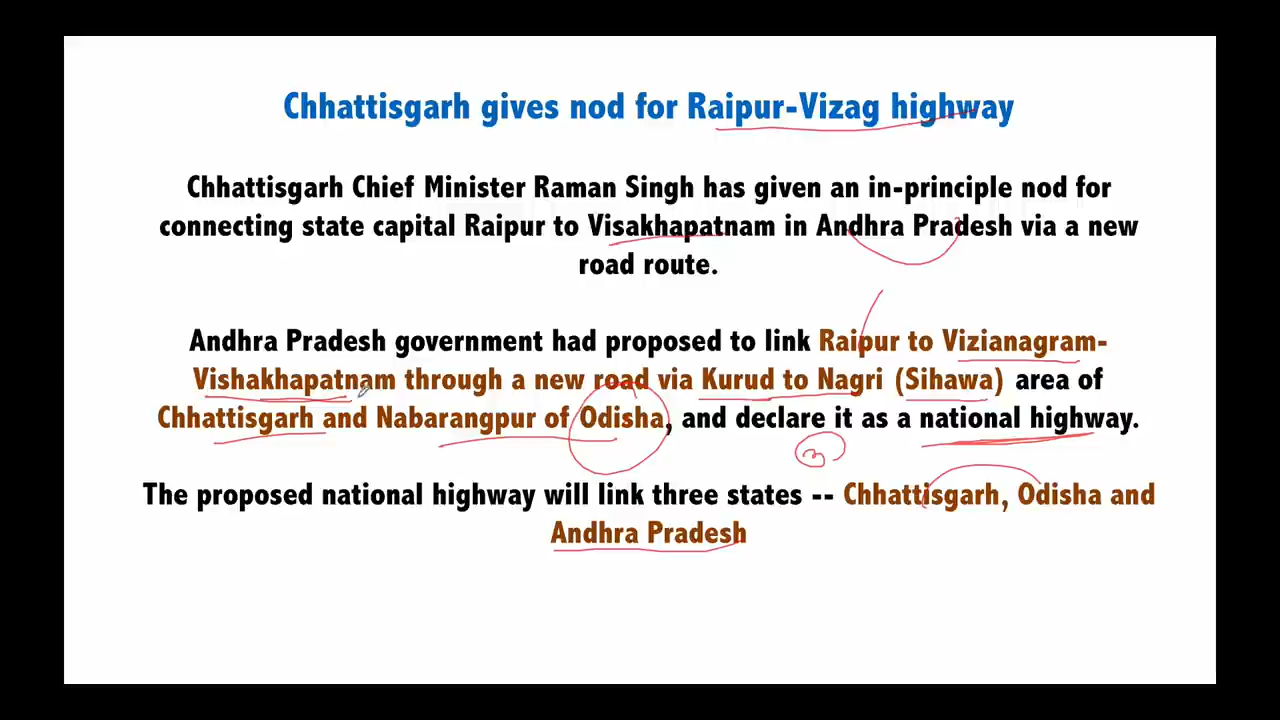 Chhattisgarh gives nod for Raipur-Vizag highway
Chhattisgarh Chief Minister Raman Singh has given an in-principle nod for
connecting state capital Raipur to Visakhapatnam in Andhra Pradesh via a new
road route.
Andhra Pradesh government had proposed to link Raipur to Vizianagram-
Vishakhapatnam through a new road via Kurud to Nagri (Sihawa) area of
Chhattisgarh and Nabarangpur of Odisha, and declare it as a national highway.
3
The proposed national highway will link three states -- Chhattisgarh, Odisha and
Andhra Pradesh